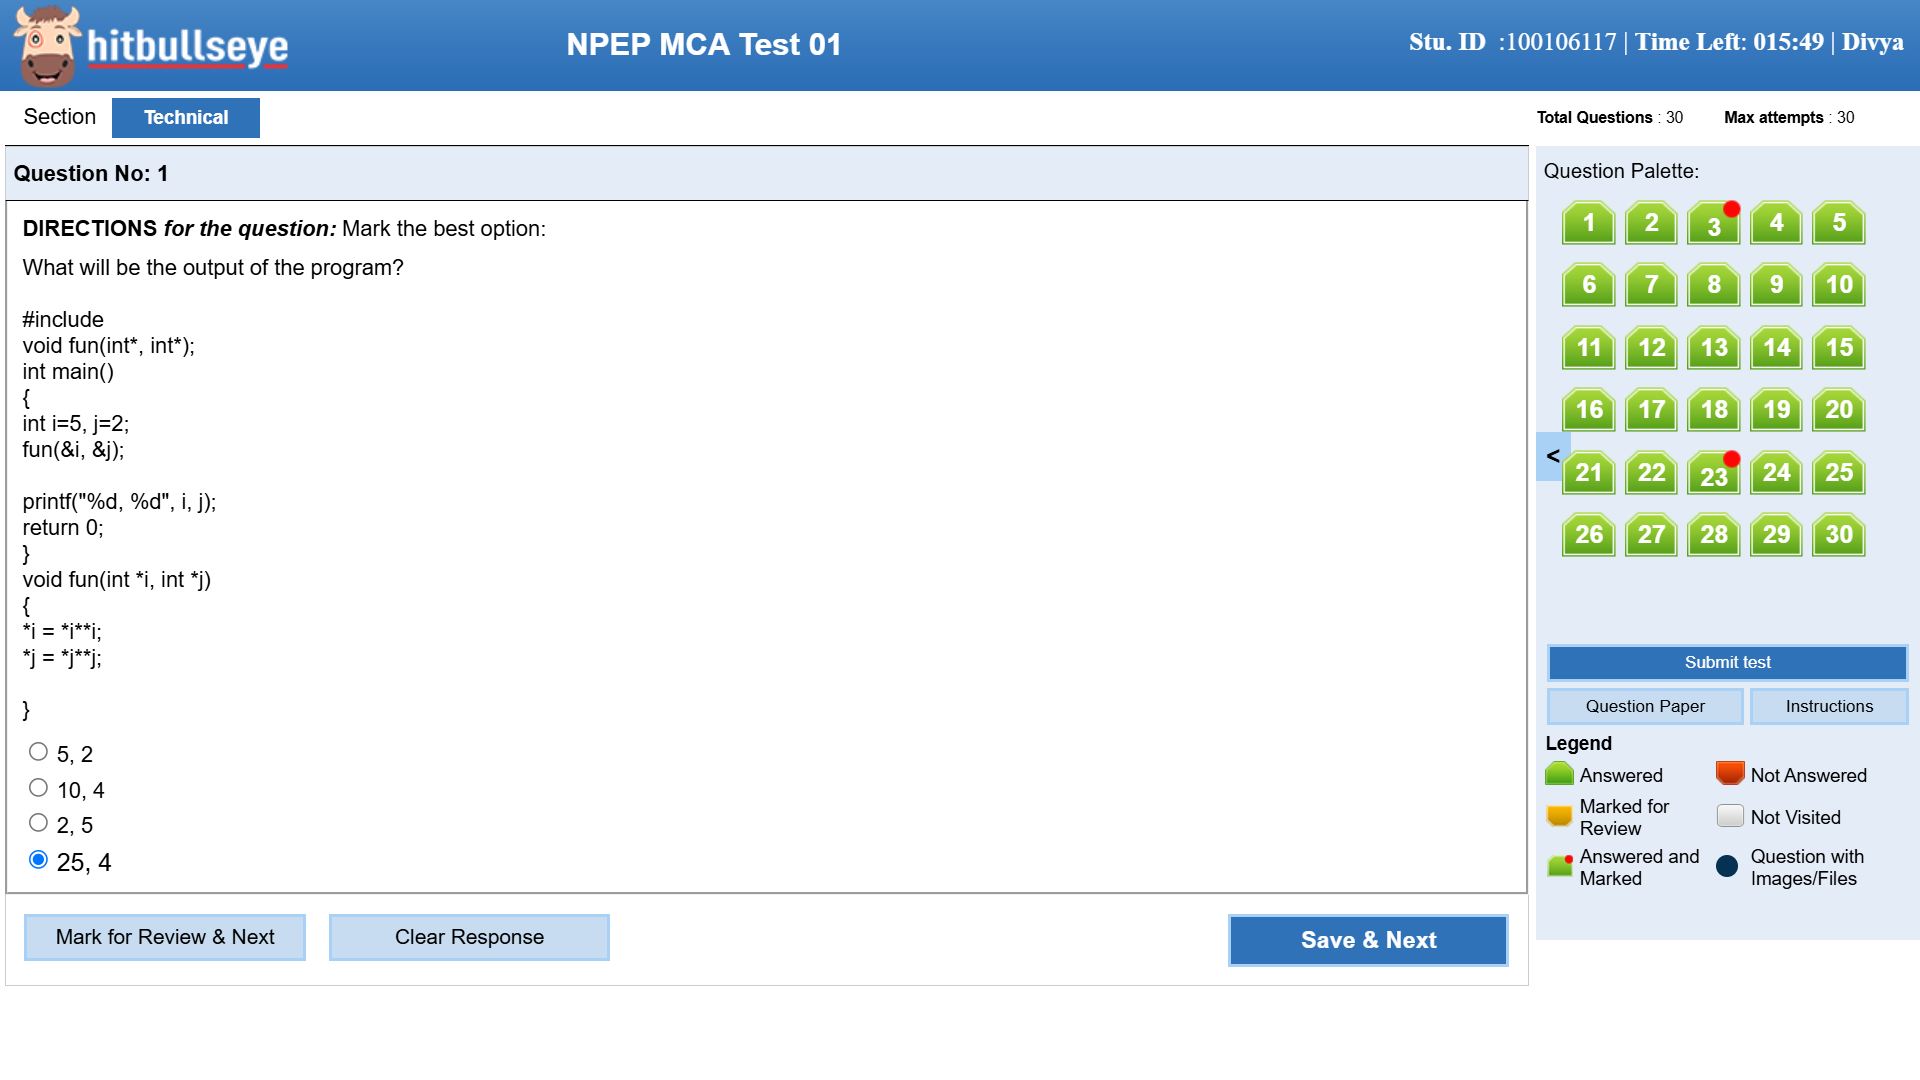 hitbullseye
NPEP MCA Test 01
Stu. ID :100106117 | Time Left: 015:49 | Divya
Section
Technical
Total Questions : 30
Max attempts : 30
Question No: 1
DIRECTIONS for the question: Mark the best option:
What will be the output of the program?
#include
void fun(int*, int*);
int main()
{
int i=5, j=2;
fun(&i, &j);
printf("%d, %d", i, j);
return 0;
}
void fun(int *i, int *j)
{
*i = *i**i;
*j = *j**j;
}
5, 2
10, 4
2, 5
25, 4
Mark for Review & Next
Clear Response
Save & Next
Question Palette:
1 2 3 4 5
6 7 8 9 10
11 12 13 14 15
16 17 18 19 20
<
21 22 23 24 25
26 27 28 29 30
Submit test
Question Paper
Instructions
Legend
Answered
Not Answered
Marked for
Review
Not Visited
Answered and
Marked
Question with
Images/Files